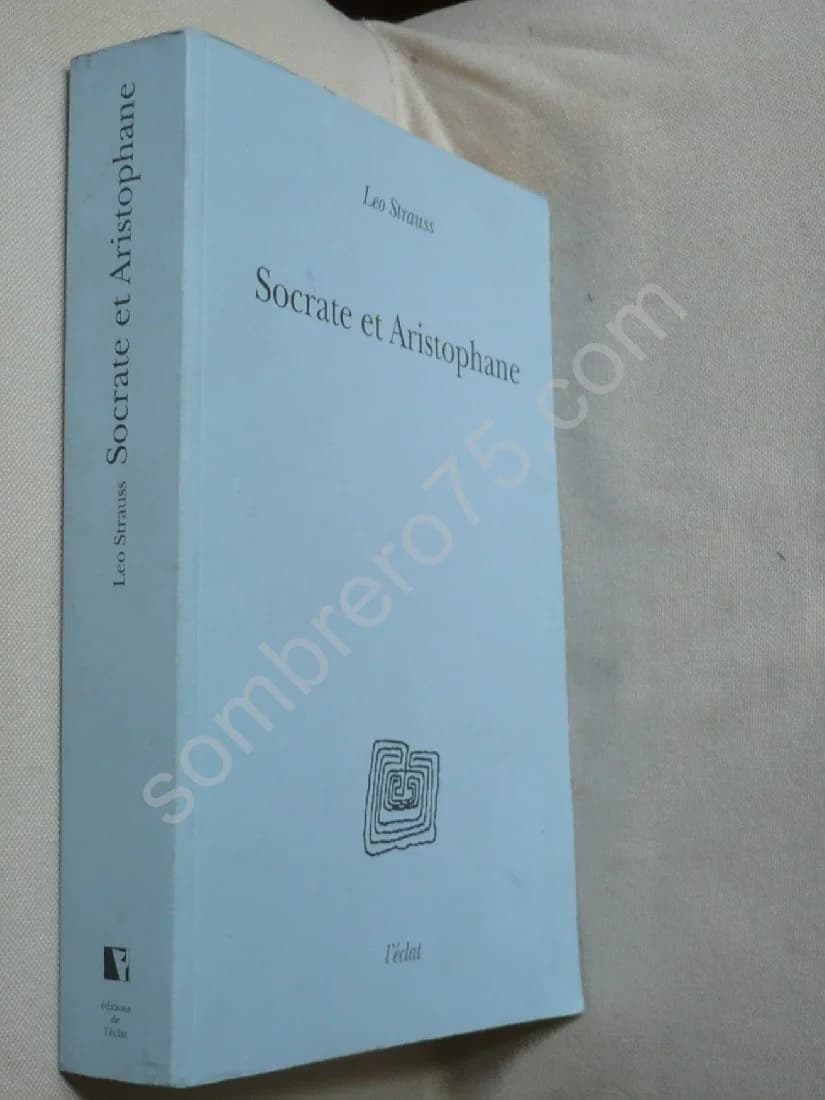 Leo Strauss
Socrate et Aristophane
l'éclat
Leo Strauss Socrate et Aristophane
éditions
de
l'éclat
sombrero75.com